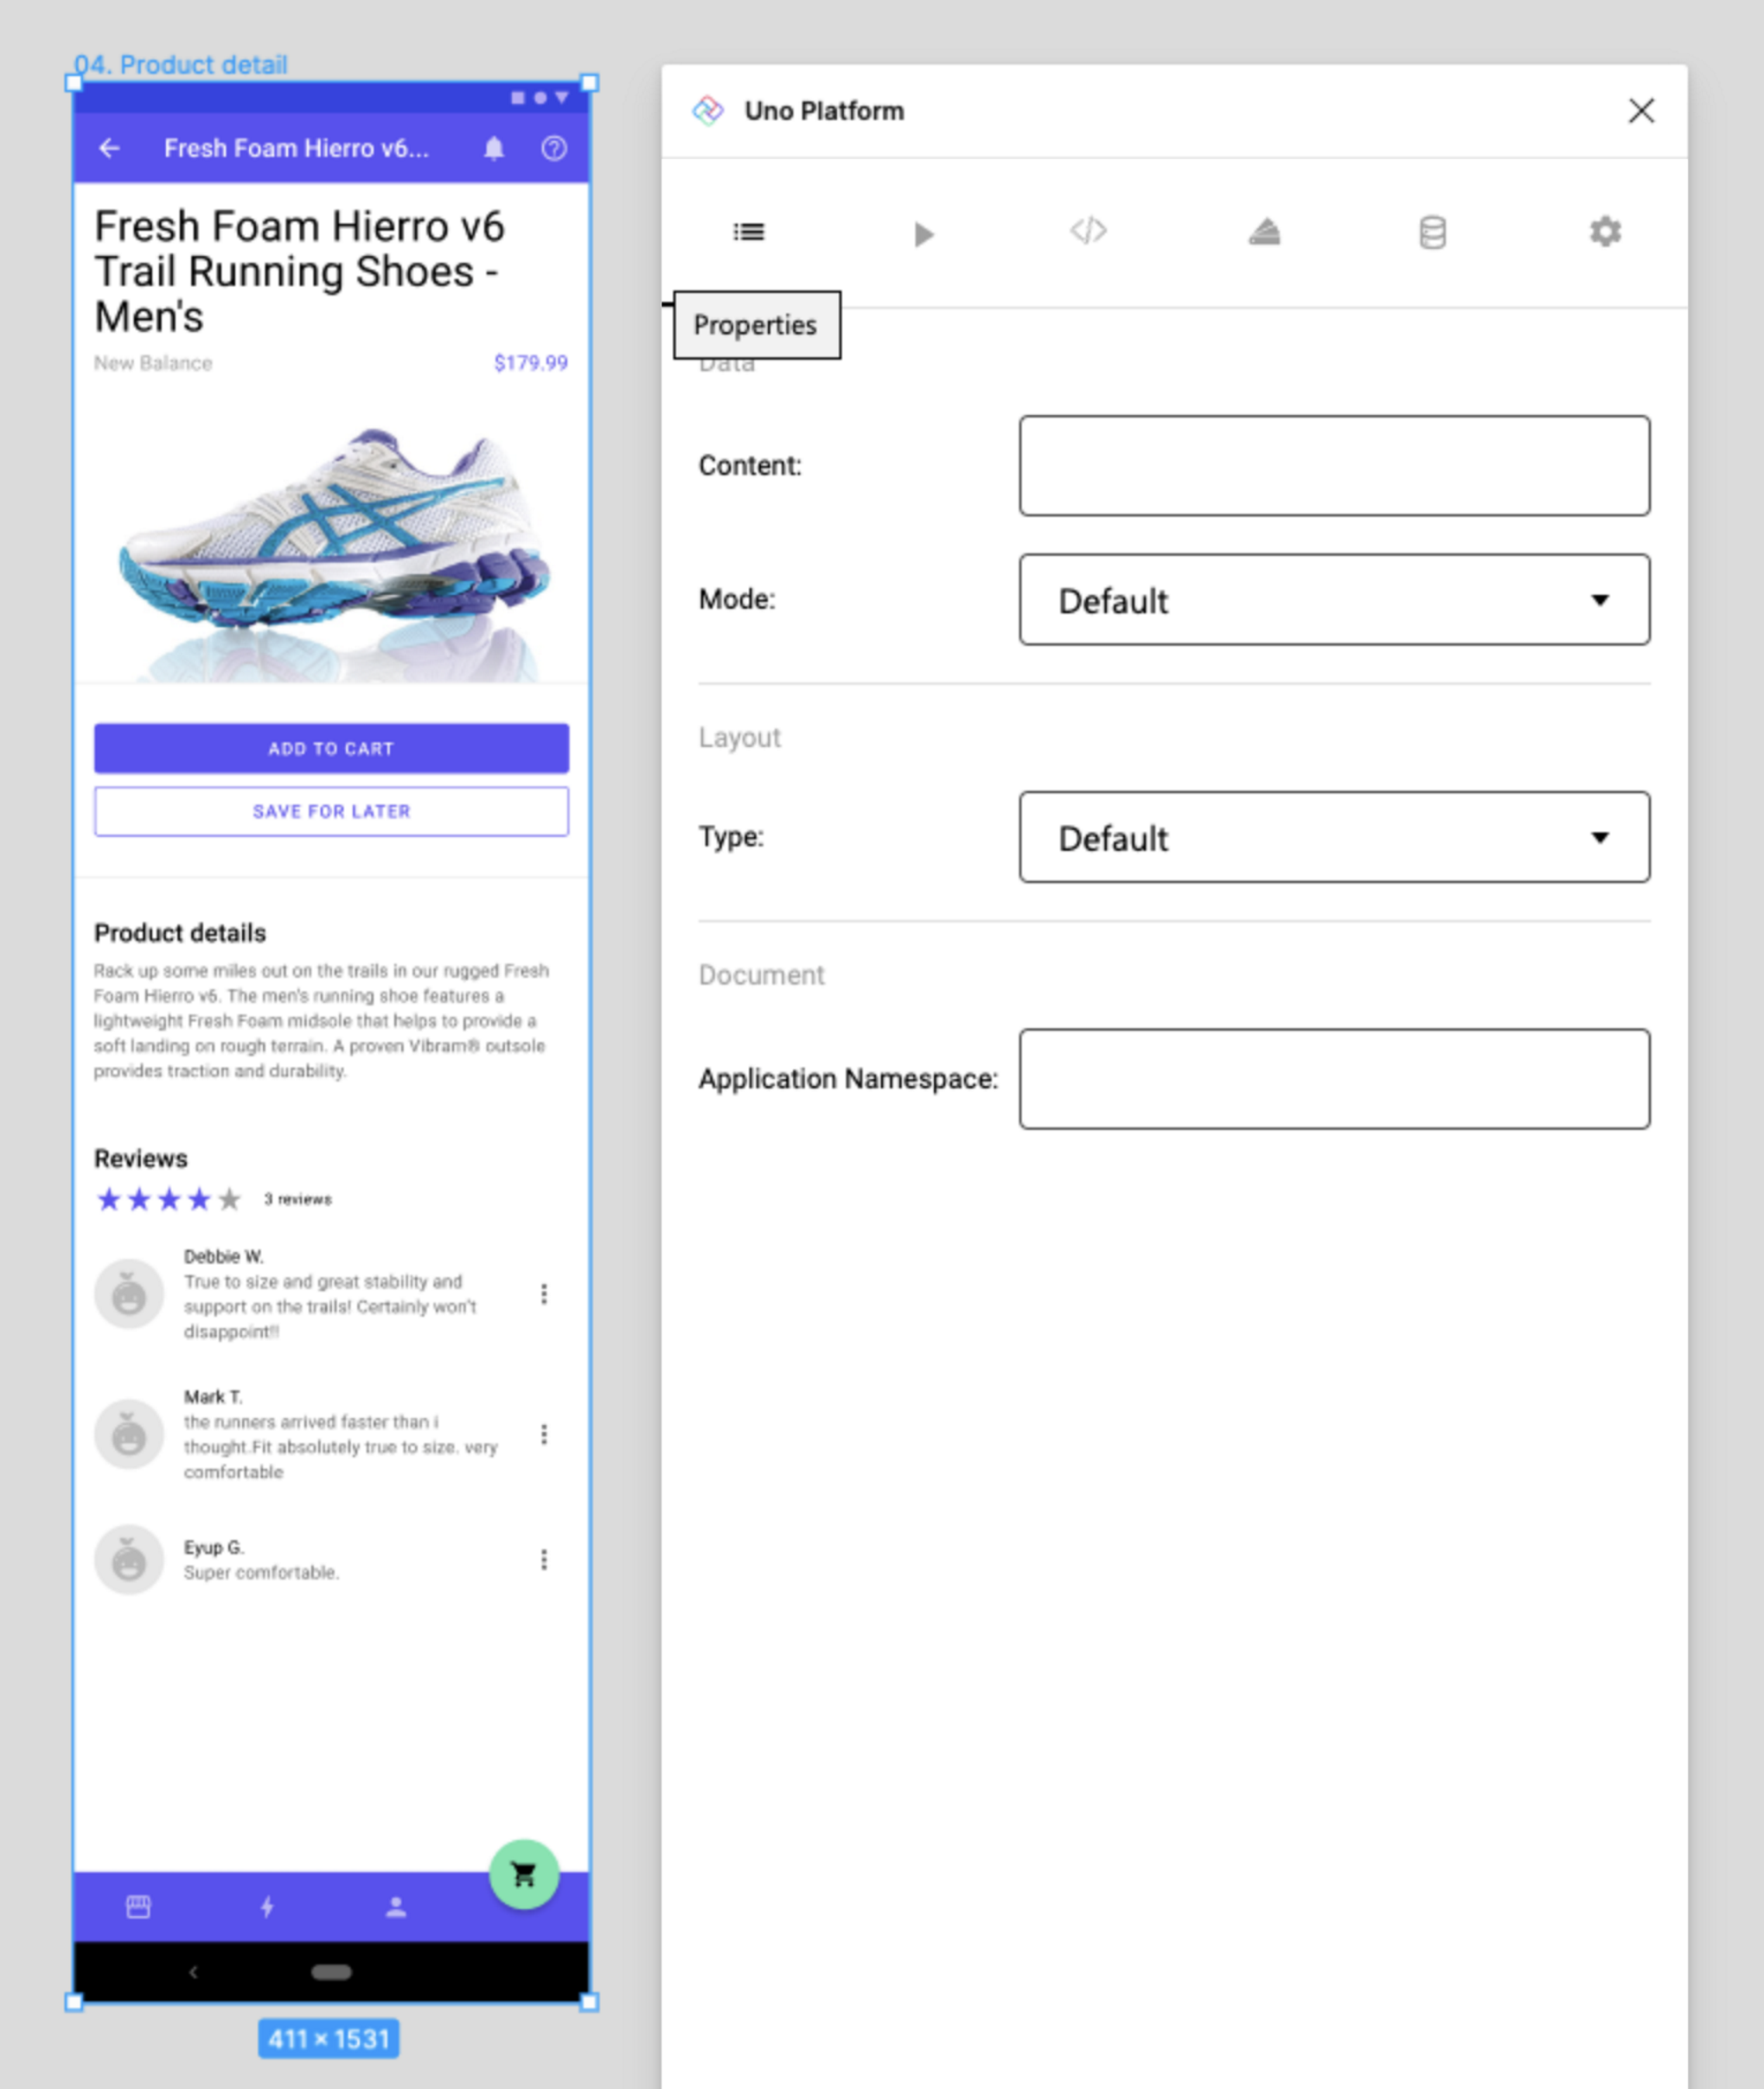 04. Product detail
Fresh Foam Hierro v6...
Fresh Foam Hierro v6
Trail Running Shoes -
Men's
New Balance
$179.99
ADD TO CART
SAVE FOR LATER
Product details
Rack up some miles out on the trails in our rugged Fresh
Foam Hierro v6. The men's running shoe features a
lightweight Fresh Foam midsole that helps to provide a
soft landing on rough terrain. A proven Vibram® outsole
provides traction and durability.
Reviews
3 reviews
Debbie W.
True to size and great stability and
support on the trails! Certainly won't
disappoint!!
Mark T.
the runners arrived faster than i
thought.Fit absolutely true to size. very
comfortable
Eyup G.
Super comfortable.
411 × 1531
Uno Platform
Properties
Data
Content:
Mode:
Default
Layout
Type:
Default
Document
Application Namespace: